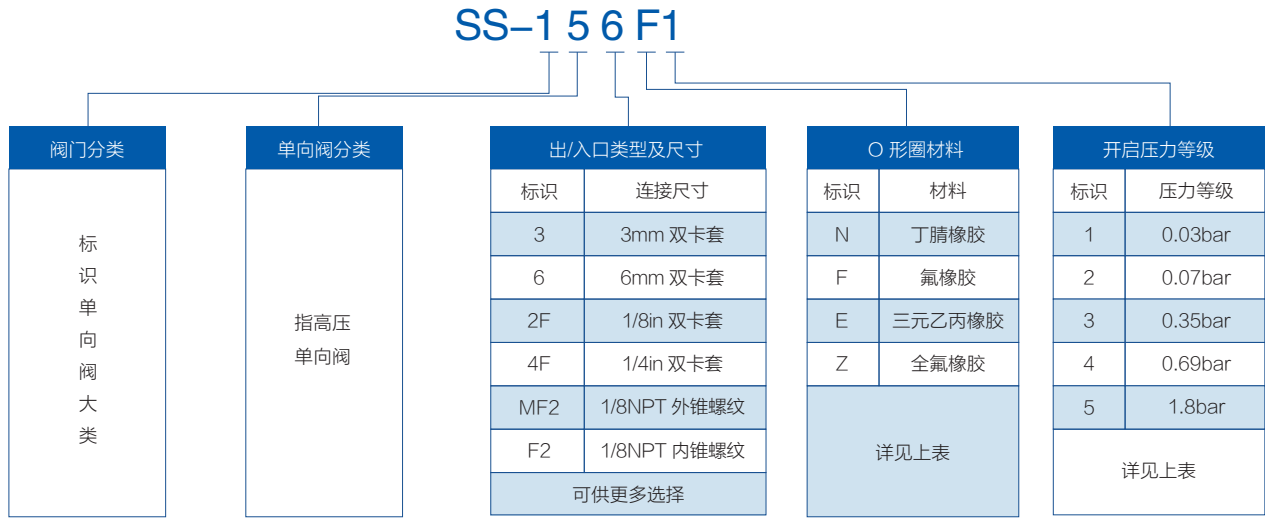 SS–1 5 6 F1
阀门分类
标
识
单
向
阀
大
类
单向阀分类
指高压
单向阀
出/入口类型及尺寸
标识 连接尺寸
3 3mm 双卡套
6 6mm 双卡套
2F 1/8in 双卡套
4F 1/4in 双卡套
MF2 1/8NPT 外锥螺纹
F2 1/8NPT 内锥螺纹
可供更多选择
O 形圈材料
标识 材料
N 丁腈橡胶
F 氟橡胶
E 三元乙丙橡胶
Z 全氟橡胶
详见上表
开启压力等级
标识 压力等级
1 0.03bar
2 0.07bar
3 0.35bar
4 0.69bar
5 1.8bar
详见上表